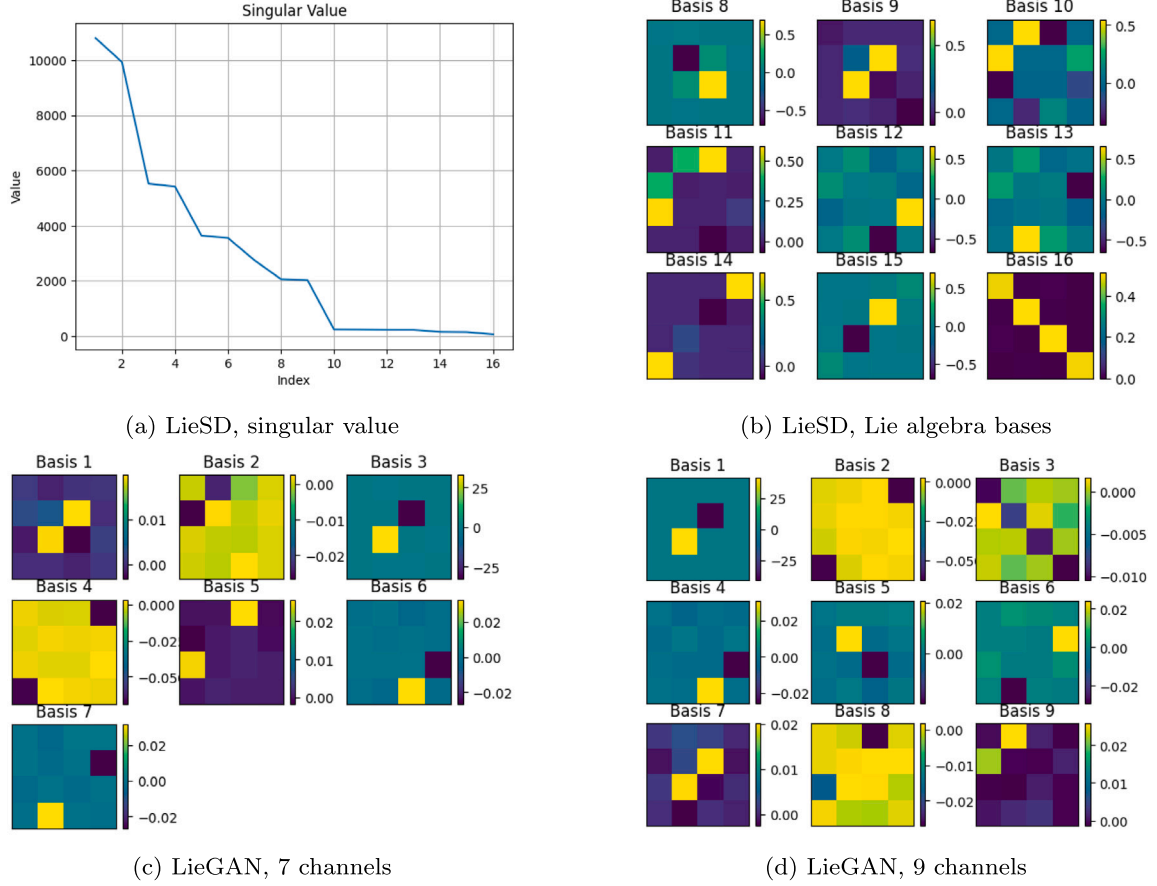 Singular Value
Value
10000
8000
6000
4000
2000
0
2 4 6 8 10 12 14 16
Index
(a) LieSD, singular value
Basis 8 Basis 9 Basis 10
0.5 0.0 −0.5
0.5 0.0
0.5 0.0
Basis 11 Basis 12 Basis 13
0.50 0.25 0.00
0.5 0.0 −0.5
0.5 0.0 −0.5
Basis 14 Basis 15 Basis 16
0.5 0.0
0.5 0.0 −0.5
0.4 0.2 0.0
(b) LieSD, Lie algebra bases
Basis 1 Basis 2 Basis 3
0.01 0.00
0.00 −0.01 −0.02
25 0 −25
Basis 4 Basis 5 Basis 6
0.000 −0.025 −0.05
0.01 0.00
0.02 0.00 −0.02
Basis 7
0.02 0.00 −0.02
(c) LieGAN, 7 channels
Basis 1 Basis 2 Basis 3
25 0 −25
0.000 −0.025 −0.05
0.000 −0.005 −0.010
Basis 4 Basis 5 Basis 6
0.02 0.00 −0.02
0.02 0.00
0.02 0.00 −0.02
Basis 7 Basis 8 Basis 9
0.02 0.01 0.00
0.00 −0.01 −0.02
0.02 0.01 0.00
(d) LieGAN, 9 channels